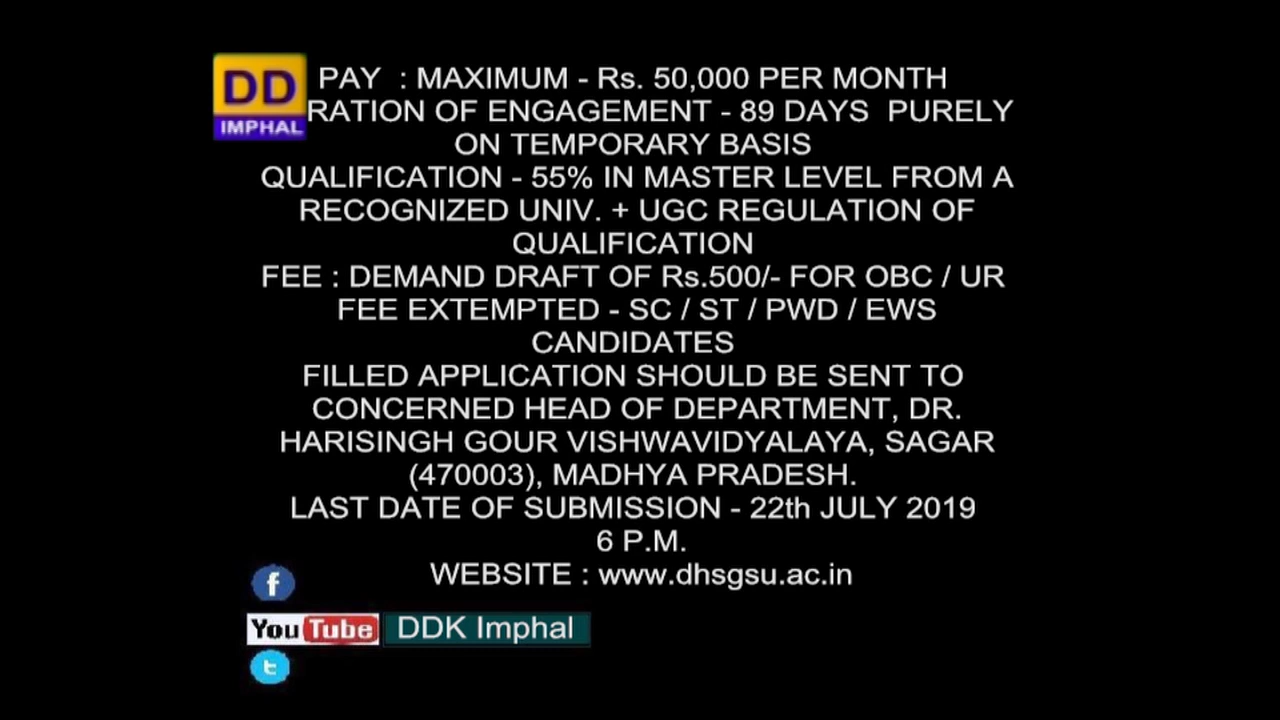 DD
IMPHAL
PAY : MAXIMUM - Rs. 50,000 PER MONTH
RATION OF ENGAGEMENT - 89 DAYS PURELY
ON TEMPORARY BASIS
QUALIFICATION - 55% IN MASTER LEVEL FROM A
RECOGNIZED UNIV. + UGC REGULATION OF
QUALIFICATION
FEE : DEMAND DRAFT OF Rs.500/- FOR OBC / UR
FEE EXTEMPTED - SC / ST / PWD / EWS
CANDIDATES
FILLED APPLICATION SHOULD BE SENT TO
CONCERNED HEAD OF DEPARTMENT, DR.
HARISINGH GOUR VISHWAVIDYALAYA, SAGAR
(470003), MADHYA PRADESH.
LAST DATE OF SUBMISSION - 22th JULY 2019
6 P.M.
WEBSITE : www.dhsgsu.ac.in
f
YouTube DDK Imphal
t